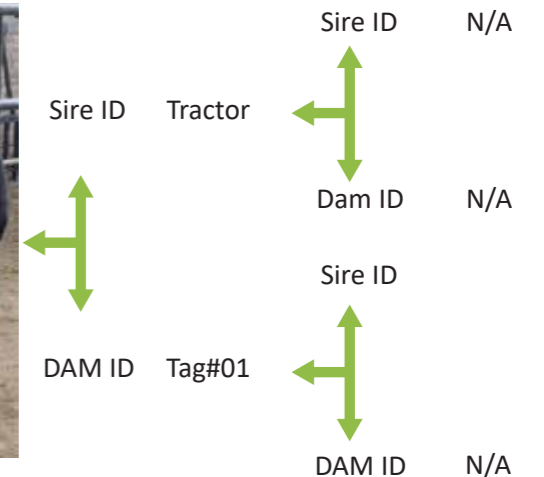 Sire ID N/A
Sire ID Tractor
Dam ID N/A
Sire ID
DAM ID Tag#01
DAM ID N/A